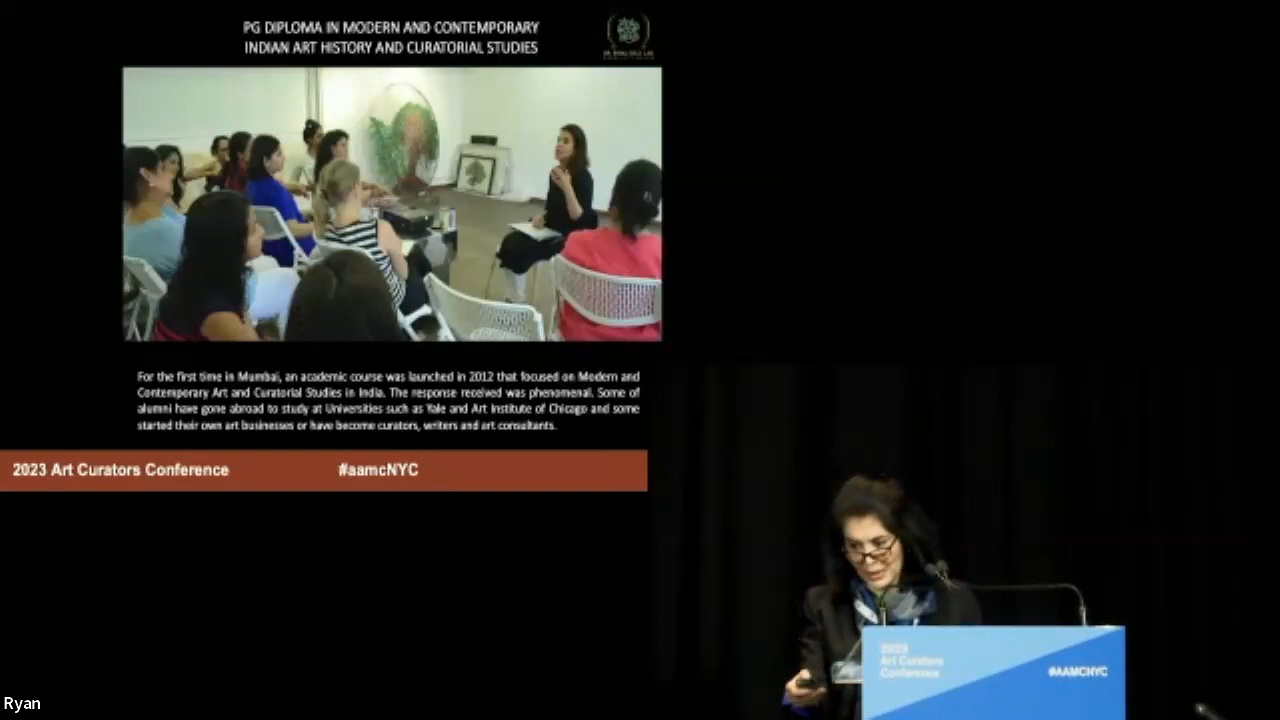 PG DIPLOMA IN MODERN AND CONTEMPORARY
INDIAN ART HISTORY AND CURATORIAL STUDIES
For the first time in Mumbai, an academic course was launched in 2012 that focused on Modern and
Contemporary Art and Curatorial Studies in India. The response received was phenomenal. Some of
alumni have gone abroad to study at Universities such as Yale and Art Institute of Chicago and some
started their own art businesses or have become curators, writers and art consultants.
2023 Art Curators Conference #aamcNYC
2023
Art Curators
Conference
#AAMCNYC
Ryan